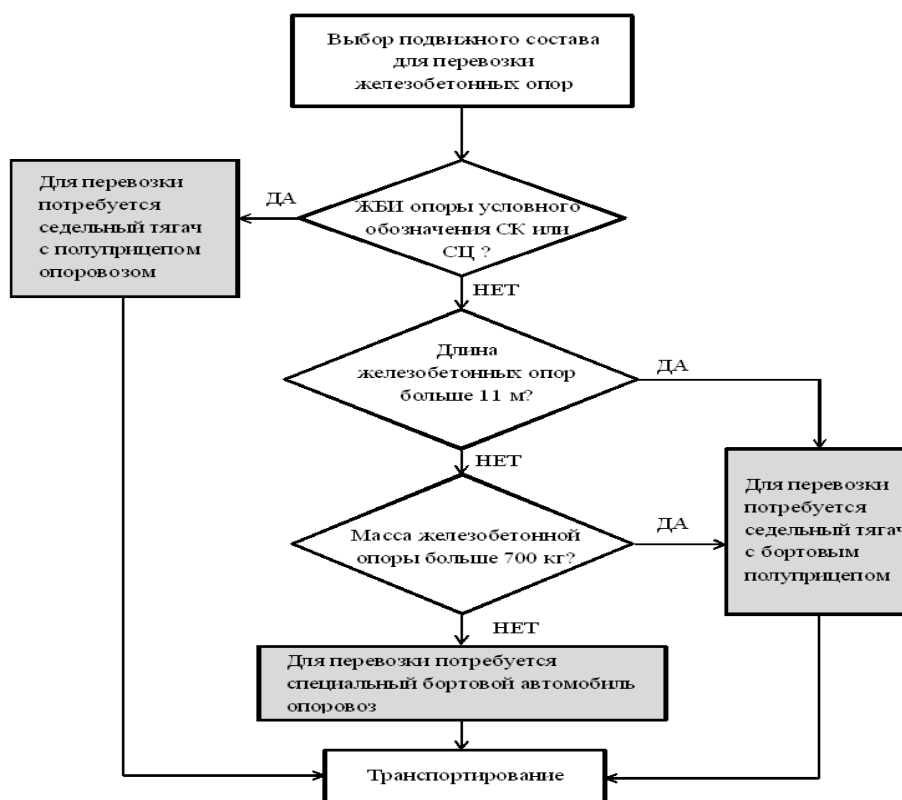 Выбор подвижного состава
для перевозки
железобетонных опор
Для перевозки
потребуется
седельный тягач
с полуприцепом
опоровозом
ДА
ЖБИ опоры условного
обозначения СК или
СЦ ?
НЕТ
Длина
железобетонных опор
больше 11 м?
ДА
НЕТ
Для перевозки
потребуется
седельный тягач
с бортовым
полуприцепом
Масса железобетонной
опоры больше 700 кг?
ДА
НЕТ
Для перевозки потребуется
специальный бортовой автомобиль
опоровоз
Транспортирование